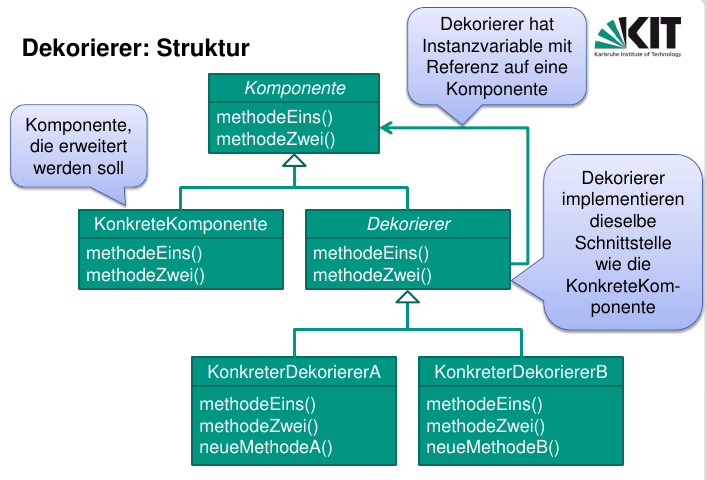 Dekorierer: Struktur
Dekorierer hat
Instanzvariable mit
Referenz auf eine
Komponente
KIT
Karlsruhe Institute of Technology
Komponente
methodeEins()
methodeZwei()
Komponente,
die erweitert
werden soll
KonkreteKomponente
methodeEins()
methodeZwei()
Dekorierer
methodeEins()
methodeZwei()
Dekorierer
implementieren
dieselbe
Schnittstelle
wie die
KonkreteKom-
ponente
KonkreterDekoriererA
methodeEins()
methodeZwei()
neueMethodeA()
KonkreterDekoriererB
methodeEins()
methodeZwei()
neueMethodeB()